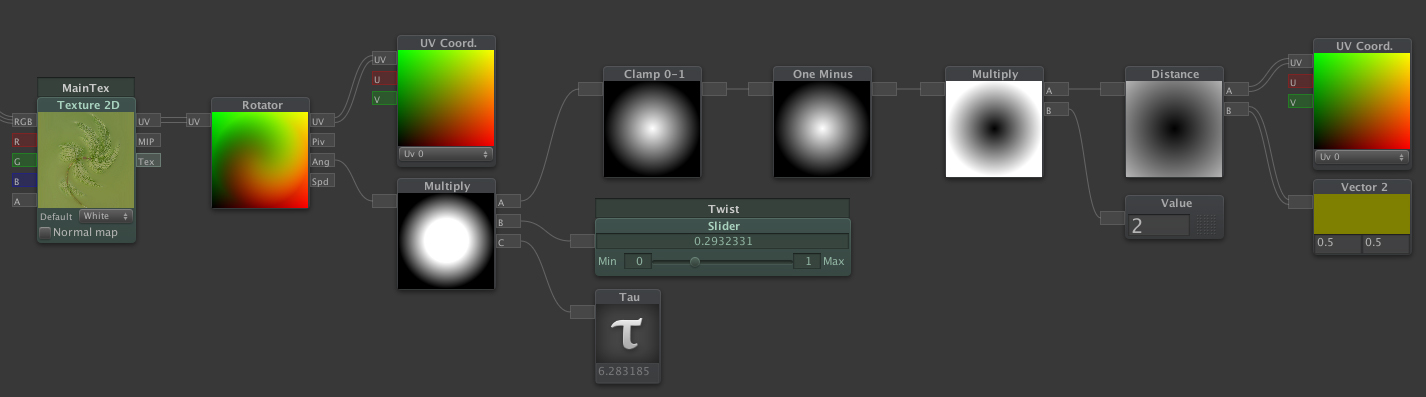 MainTex
Texture 2D
RGB
R
G
B
A
UV
MIP
Tex
Default White
Normal map
Rotator
UV
UV
Piv
Ang
Spd
UV Coord.
UV
U
V
Uv 0
Multiply
A
B
C
Clamp 0-1
Twist
Slider
0.2932331
Min 0 1 Max
Tau
τ
6.283185
One Minus
Multiply
A
B
Distance
A
B
Value
2
UV Coord.
UV
U
V
Uv 0
Vector 2
0.5 0.5